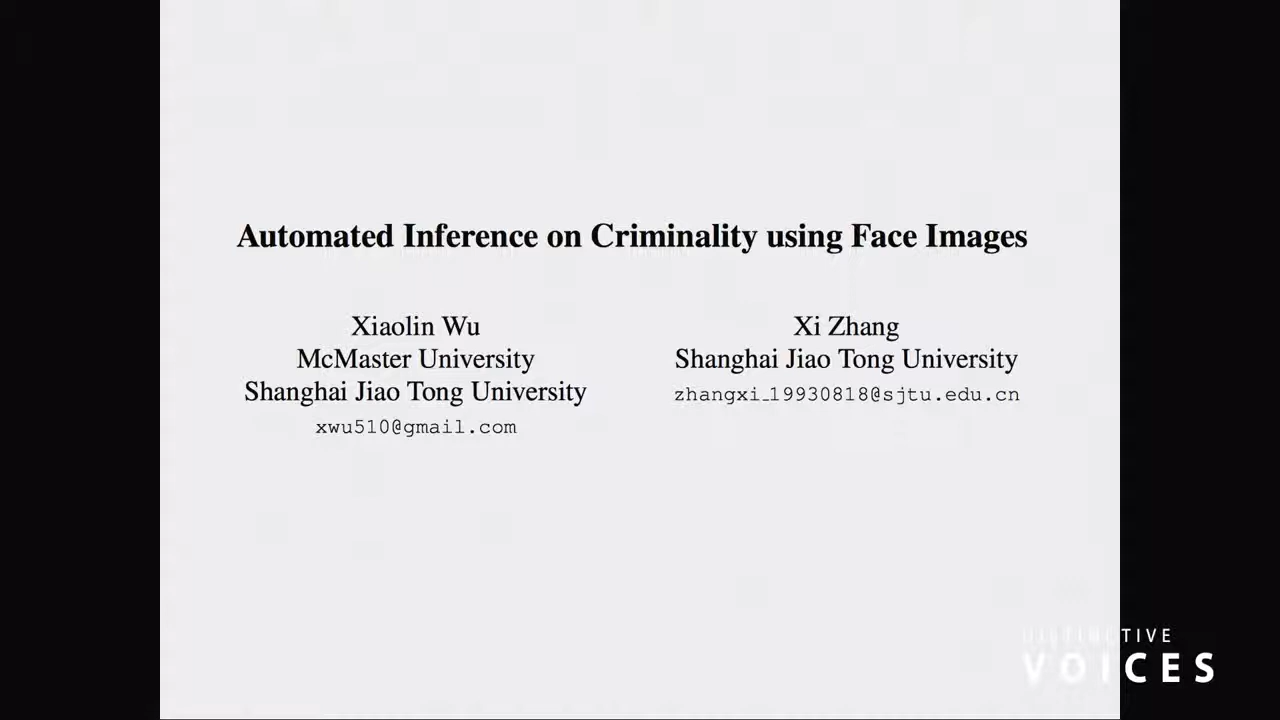 Automated Inference on Criminality using Face Images
Xiaolin Wu
McMaster University
Shanghai Jiao Tong University
xwu510@gmail.com
Xi Zhang
Shanghai Jiao Tong University
zhangxi_19930818@sjtu.edu.cn
DISTINCTIVE
VOICES